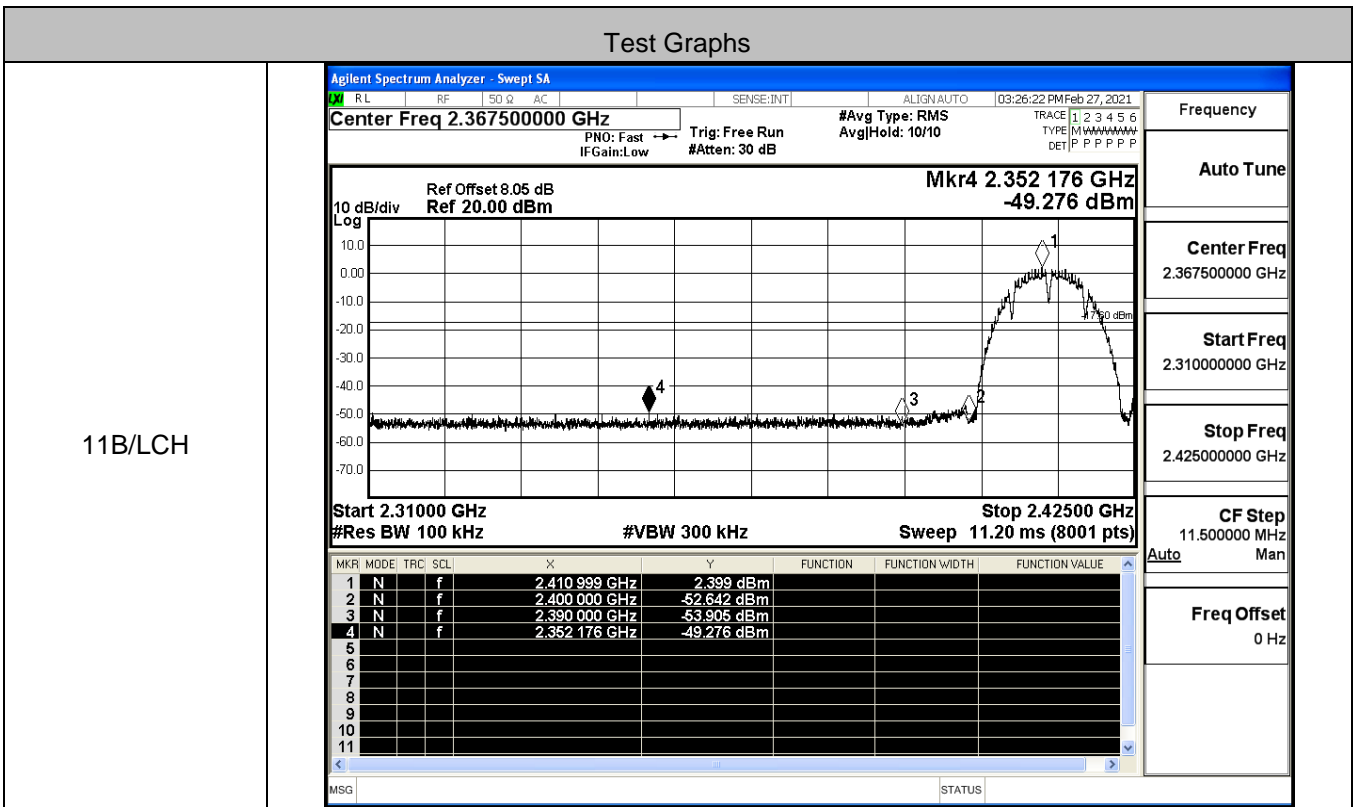 Test Graphs
11B/LCH
Agilent Spectrum Analyzer - Swept SA
LXI RL RF 50 Ω AC SENSE:INT ALIGN AUTO 03:26:22 PM Feb 27, 2021
Center Freq 2.367500000 GHz
PNO: Fast
IFGain:Low
Trig: Free Run
#Atten: 30 dB
#Avg Type: RMS
Avg|Hold: 10/10
TRACE 1 2 3 4 5 6
TYPE MWWWWW
DET P P P P P P
Mkr4 2.352 176 GHz
-49.276 dBm
Ref Offset 8.05 dB
10 dB/div Ref 20.00 dBm
Log
10.0
0.00
-10.0
-20.0
-30.0
-40.0
-50.0
-60.0
-70.0
1
-17.60 dBm
4
3
2
Start 2.31000 GHz Stop 2.42500 GHz
#Res BW 100 kHz #VBW 300 kHz Sweep 11.20 ms (8001 pts)
MKR MODE TRC SCL X Y FUNCTION FUNCTION WIDTH FUNCTION VALUE
1 N f 2.410 999 GHz 2.399 dBm
2 N f 2.400 000 GHz -52.642 dBm
3 N f 2.390 000 GHz -53.905 dBm
4 N f 2.352 176 GHz -49.276 dBm
5
6
7
8
9
10
11
MSG STATUS
Frequency
Auto Tune
Center Freq
2.367500000 GHz
Start Freq
2.310000000 GHz
Stop Freq
2.425000000 GHz
CF Step
11.500000 MHz
Auto Man
Freq Offset
0 Hz